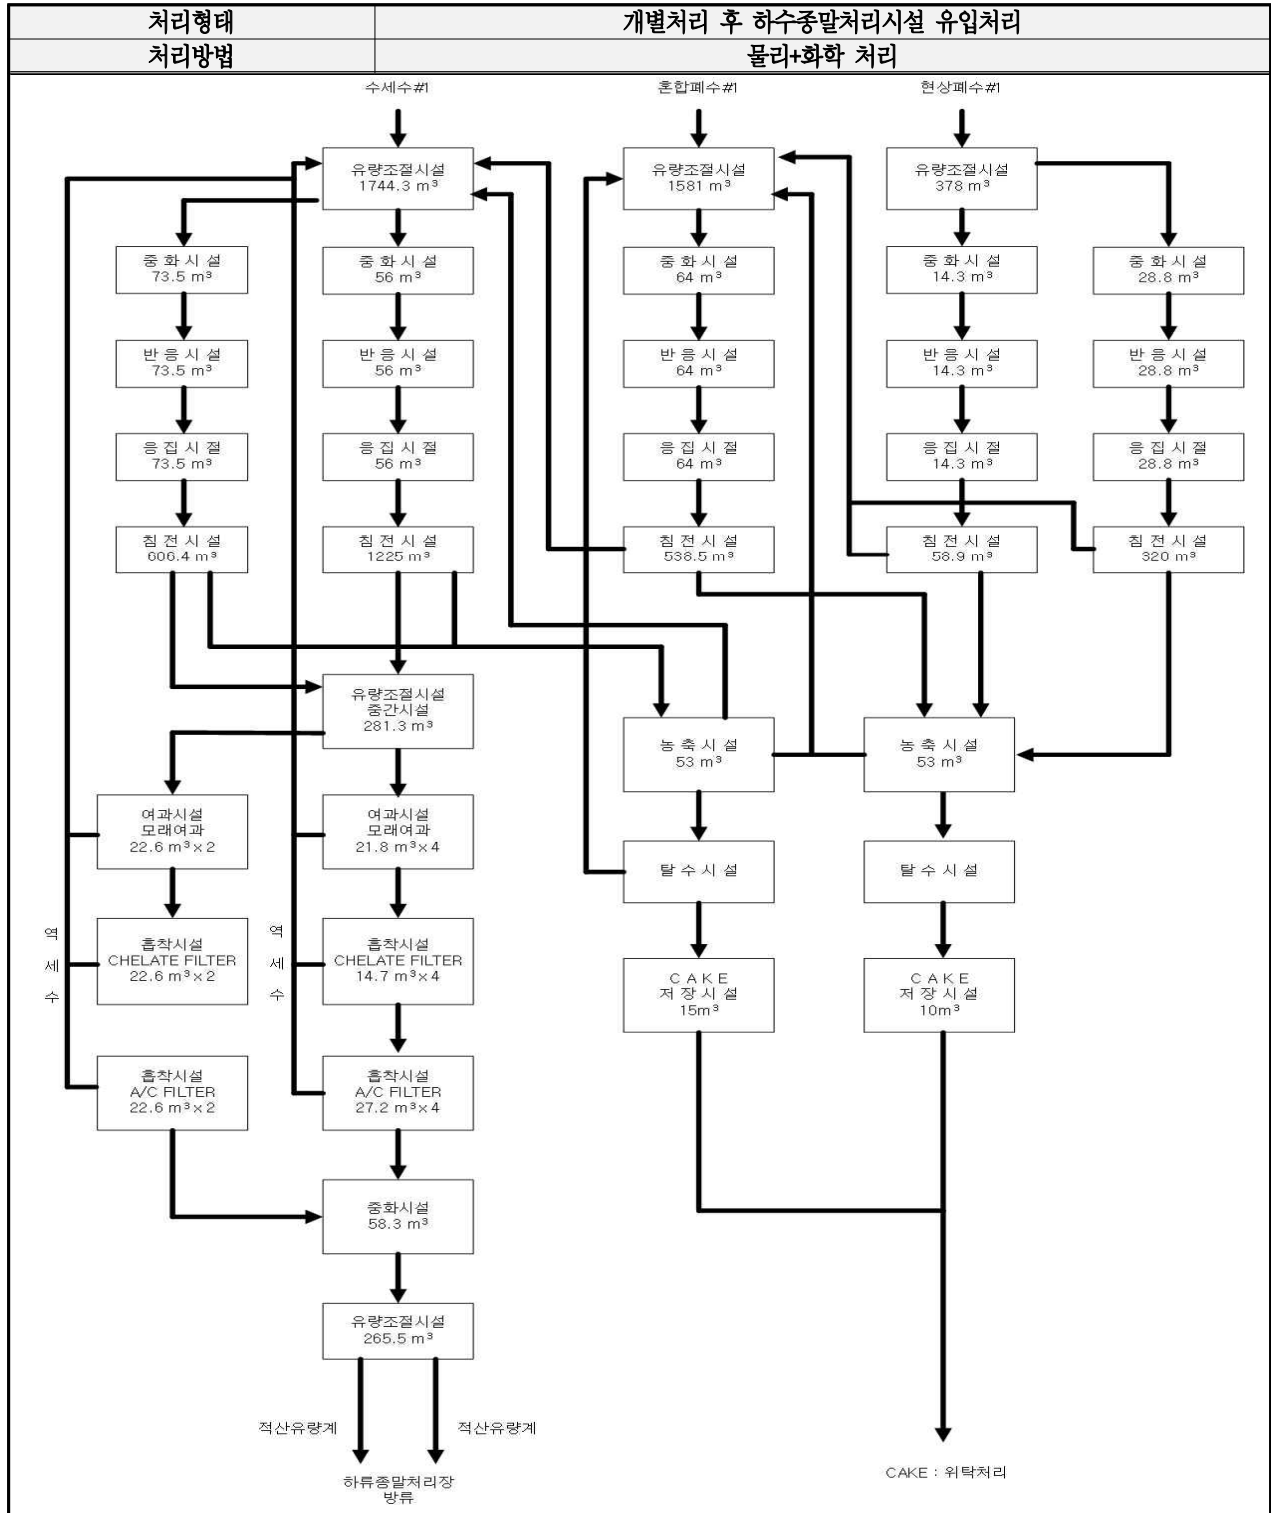 처리형태
개별처리 후 하수종말처리시설 유입처리
처리방법
물리+화학 처리
수세수#1
혼합폐수#1
현상폐수#1
유량조절시설
1744.3 m³
유량조절시설
1581 m³
유량조절시설
378 m³
중 화 시 설
73.5 m³
중 화 시 설
56 m³
중 화 시 설
64 m³
중 화 시 설
14.3 m³
중 화 시 설
28.8 m³
반 응 시 설
73.5 m³
반 응 시 설
56 m³
반 응 시 설
64 m³
반 응 시 설
14.3 m³
반 응 시 설
28.8 m³
응 집 시 절
73.5 m³
응 집 시 절
56 m³
응 집 시 절
64 m³
응 집 시 절
14.3 m³
응 집 시 절
28.8 m³
침 전 시 설
606.4 m³
침 전 시 설
1225 m³
침 전 시 설
538.5 m³
침 전 시 설
58.9 m³
침 전 시 설
320 m³
유량조절시설
중간시설
281.3 m³
농 축 시 설
53 m³
농 축 시 설
53 m³
여과시설
모래여과
22.6 m³x2
여과시설
모래여과
21.8 m³x4
탈 수 시 설
탈 수 시 설
역
세
수
흡착시설
CHELATE FILTER
22.6 m³x2
역
세
수
흡착시설
CHELATE FILTER
14.7 m³x4
C A K E
저 장 시 설
15m³
C A K E
저 장 시 설
10m³
흡착시설
A/C FILTER
22.6 m³x2
흡착시설
A/C FILTER
27.2 m³x4
중화시설
58.3 m³
유량조절시설
265.5 m³
적산유량계
적산유량계
하류종말처리장
방류
CAKE : 위탁처리